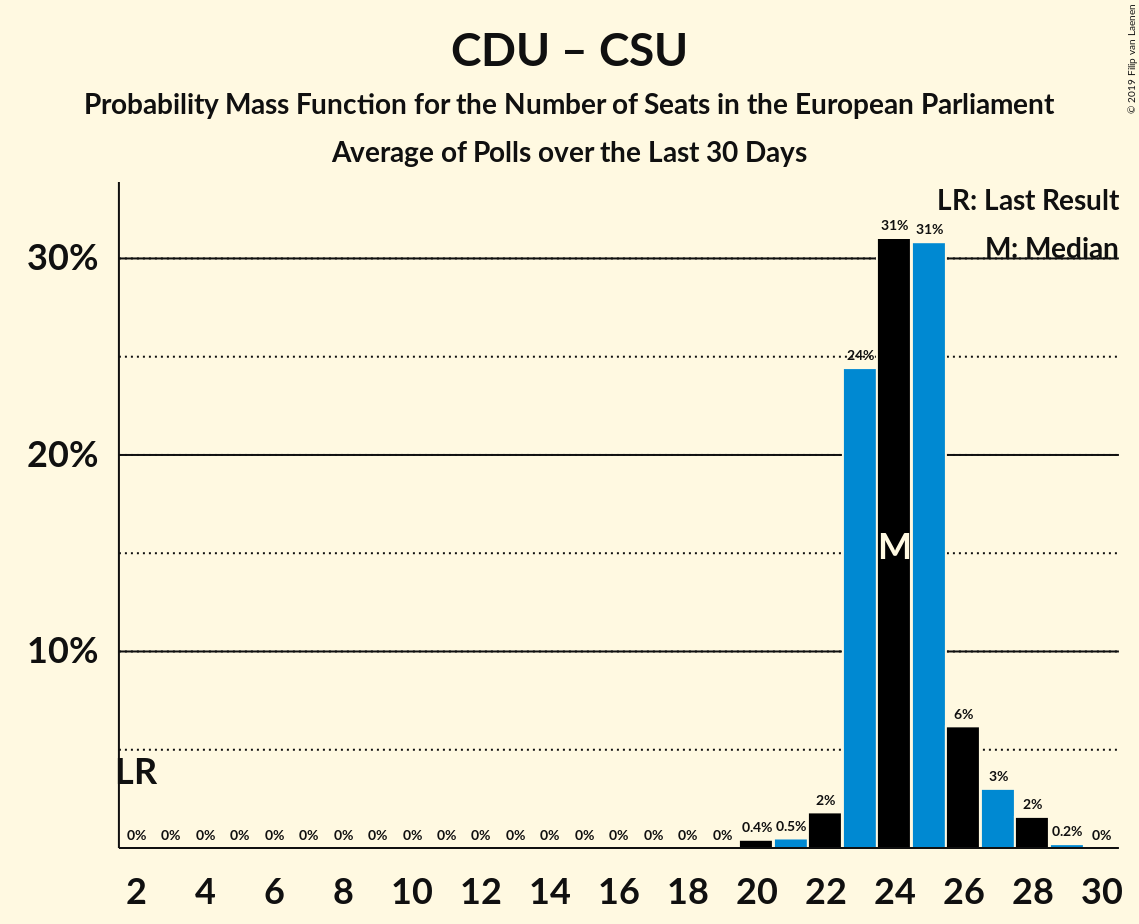 CDU – CSU
Probability Mass Function for the Number of Seats in the European Parliament
Average of Polls over the Last 30 Days
© 2019 Filip van Laenen
LR: Last Result
M: Median
31% 31%
30%
24%
20%
M
10%
6%
LR
3%
2% 2%
0% 0% 0% 0% 0% 0% 0% 0% 0% 0% 0% 0% 0% 0% 0% 0% 0% 0% 0.4% 0.5% 0.2% 0%
2 4 6 8 10 12 14 16 18 20 22 24 26 28 30